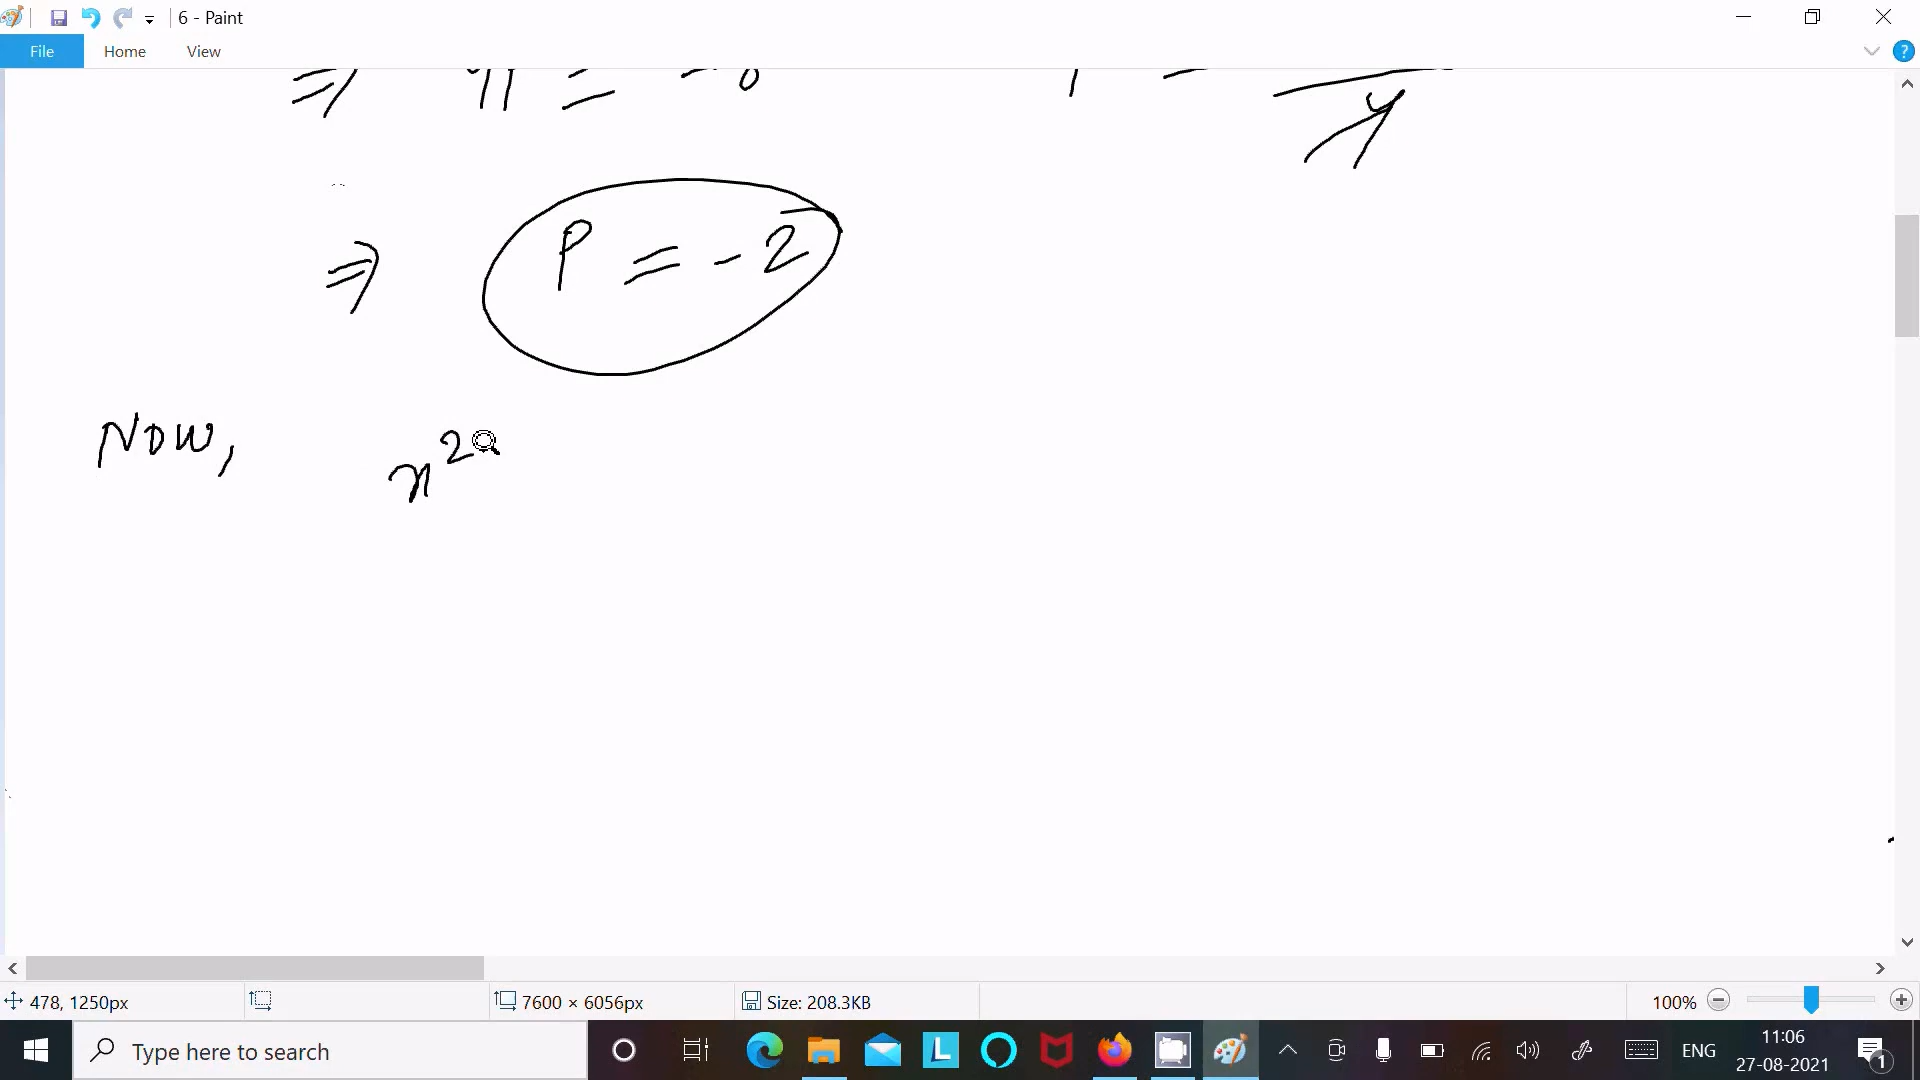 6 - Paint
File Home View
⇒ P = - 2
Now, x²
478, 1250px
7600 × 6056px
Size: 208.3KB
100%
Type here to search
L
ENG
11:06
27-08-2021
1